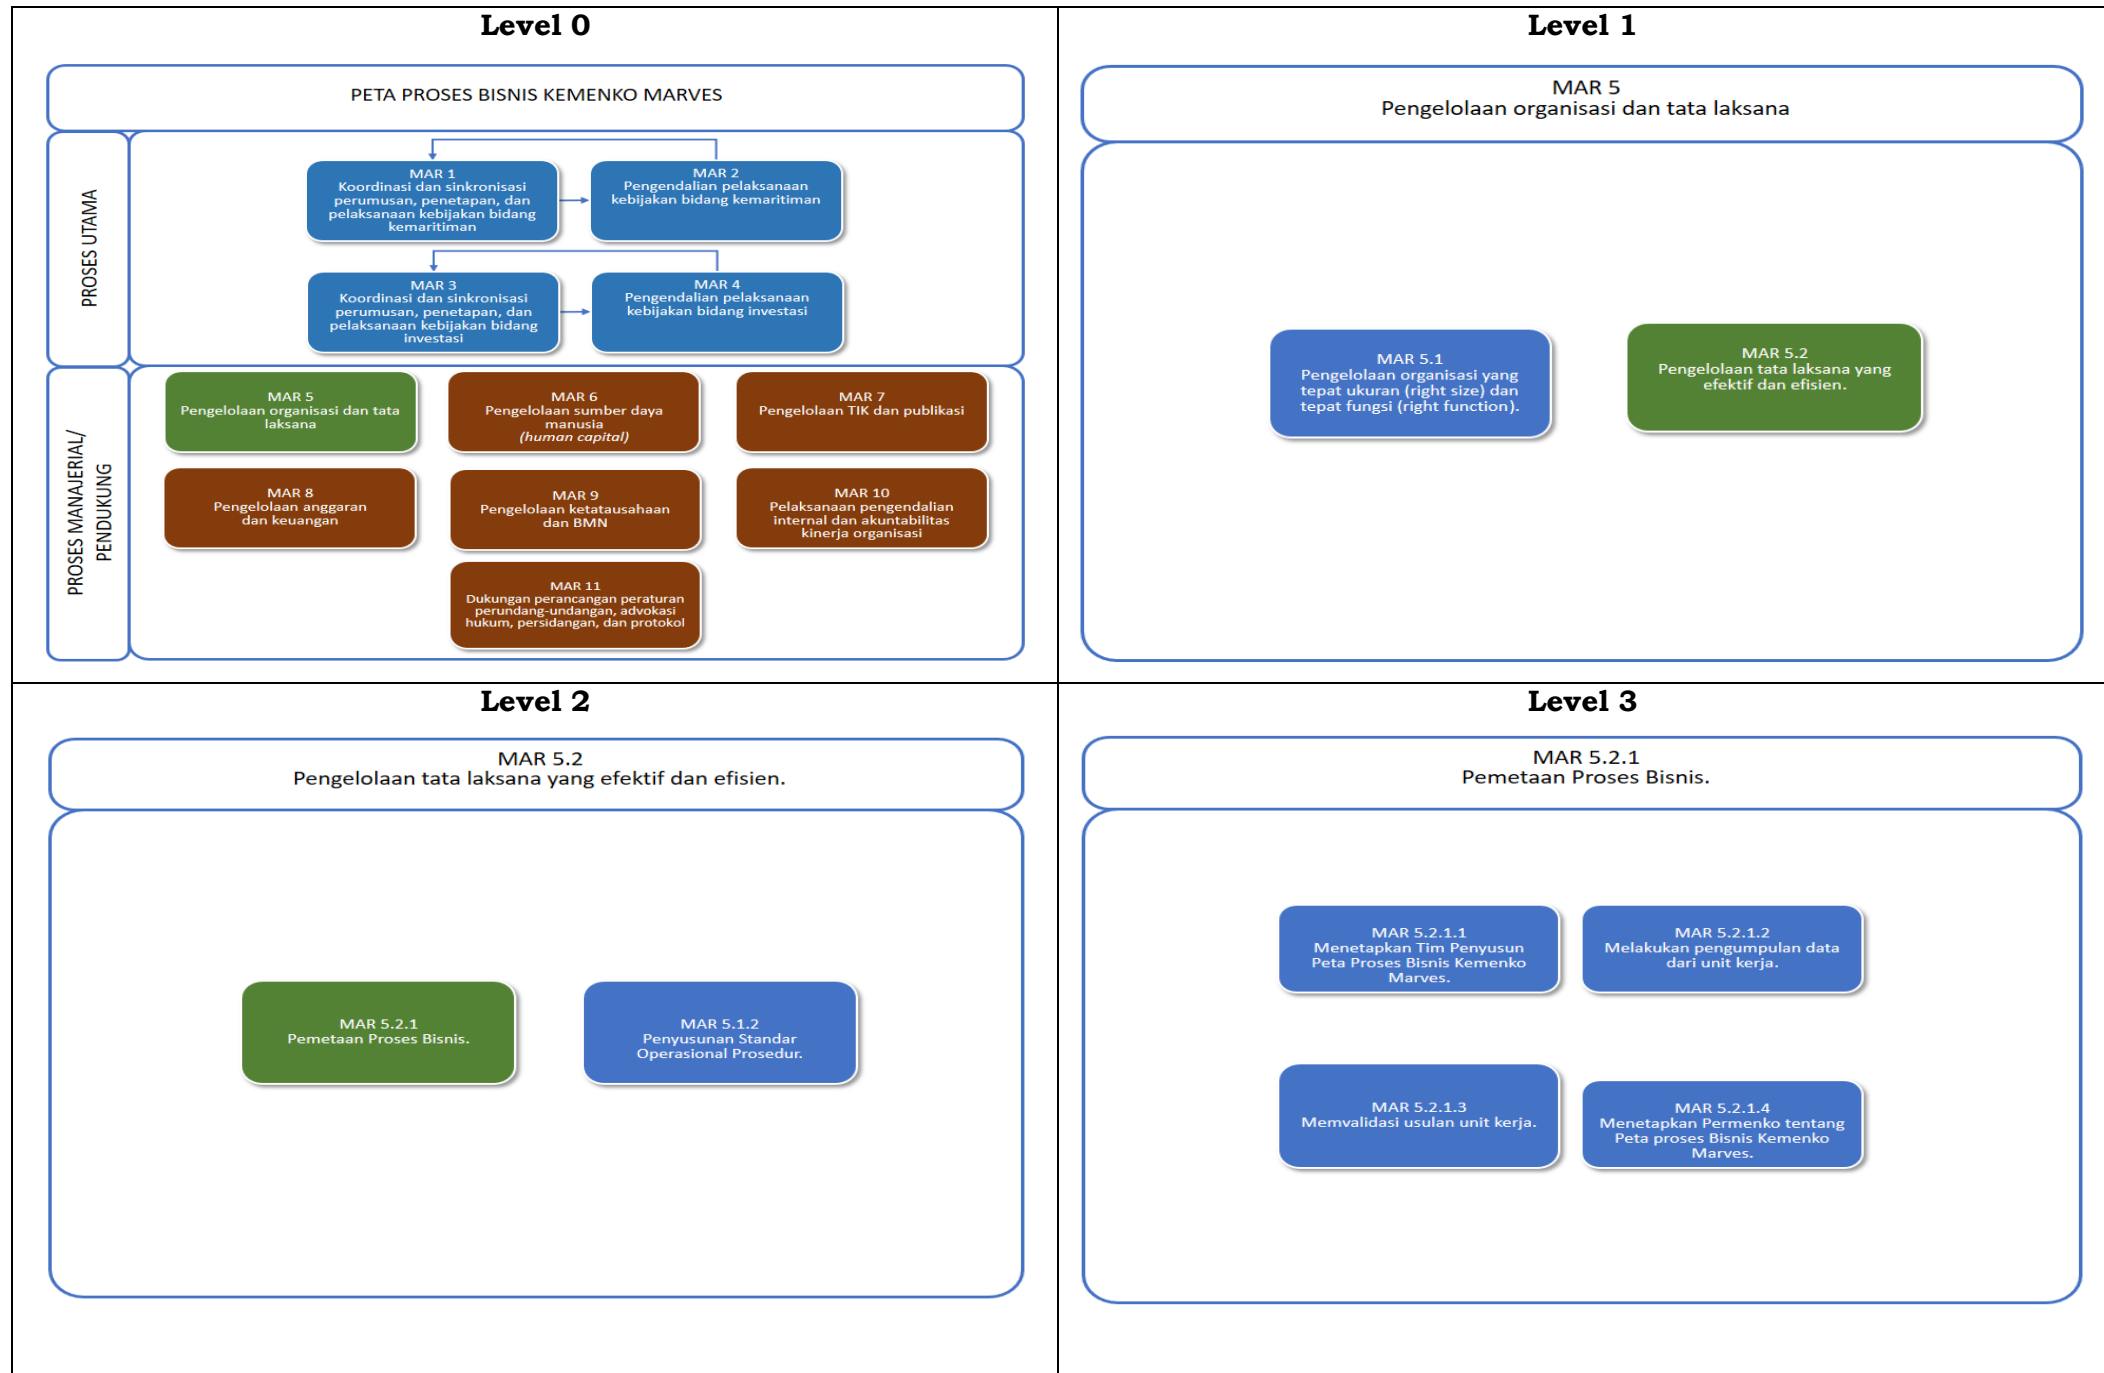 Level 0
PETA PROSES BISNIS KEMENKO MARVES
PROSES UTAMA
MAR 1
Koordinasi dan sinkronisasi
perumusan, penetapan, dan
pelaksanaan kebijakan bidang
kemaritiman
MAR 2
Pengendalian pelaksanaan
kebijakan bidang kemaritiman
MAR 3
Koordinasi dan sinkronisasi
perumusan, penetapan, dan
pelaksanaan kebijakan bidang
investasi
MAR 4
Pengendalian pelaksanaan
kebijakan bidang investasi
PROSES MANAJERIAL/
PENDUKUNG
MAR 5
Pengelolaan organisasi dan tata
laksana
MAR 6
Pengelolaan sumber daya
manusia
(human capital)
MAR 7
Pengelolaan TIK dan publikasi
MAR 8
Pengelolaan anggaran
dan keuangan
MAR 9
Pengelolaan ketatausahaan
dan BMN
MAR 10
Pelaksanaan pengendalian
internal dan akuntabilitas
kinerja organisasi
MAR 11
Dukungan perancangan peraturan
perundang-undangan, advokasi
hukum, persidangan, dan protokol
Level 1
MAR 5
Pengelolaan organisasi dan tata laksana
MAR 5.1
Pengelolaan organisasi yang
tepat ukuran (right size) dan
tepat fungsi (right function).
MAR 5.2
Pengelolaan tata laksana yang
efektif dan efisien.
Level 2
MAR 5.2
Pengelolaan tata laksana yang efektif dan efisien.
MAR 5.2.1
Pemetaan Proses Bisnis.
MAR 5.1.2
Penyusunan Standar
Operasional Prosedur.
Level 3
MAR 5.2.1
Pemetaan Proses Bisnis.
MAR 5.2.1.1
Menetapkan Tim Penyusun
Peta Proses Bisnis Kemenko
Marves.
MAR 5.2.1.2
Melakukan pengumpulan data
dari unit kerja.
MAR 5.2.1.3
Memvalidasi usulan unit kerja.
MAR 5.2.1.4
Menetapkan Permenko tentang
Peta proses Bisnis Kemenko
Marves.